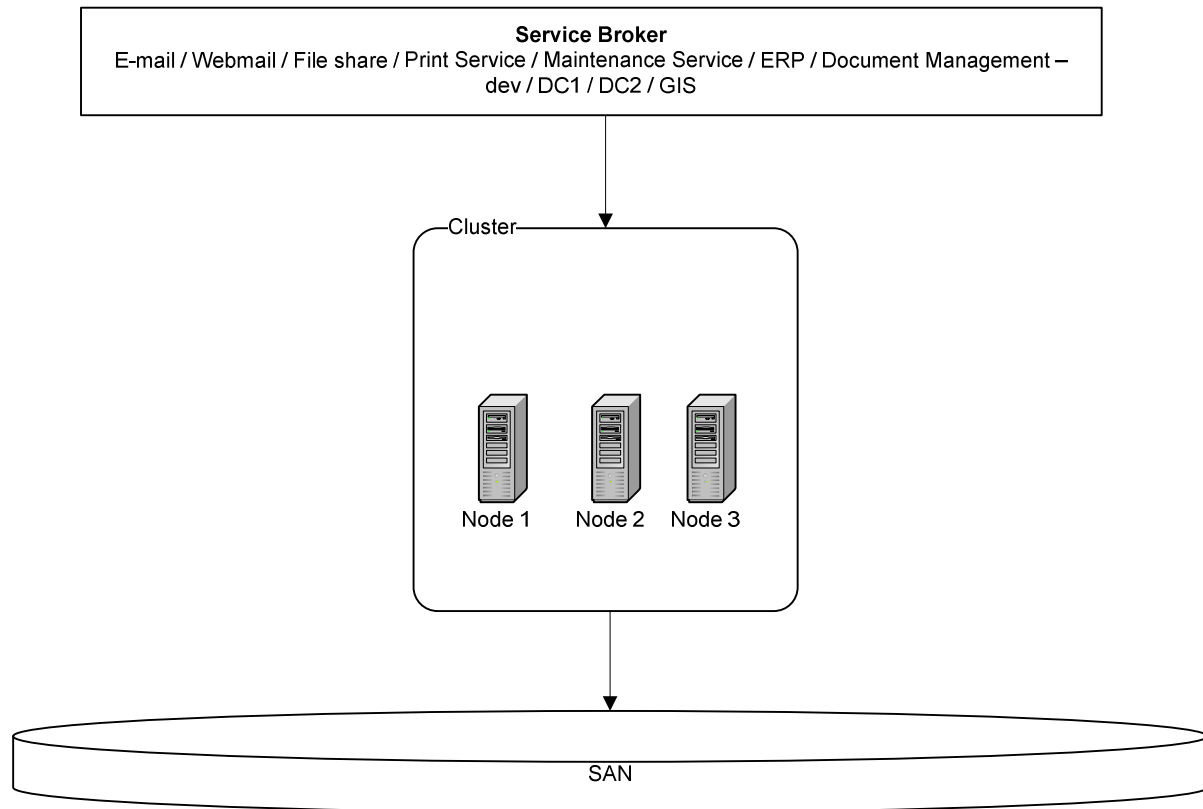 Service Broker
E-mail / Webmail / File share / Print Service / Maintenance Service / ERP / Document Management –
dev / DC1 / DC2 / GIS
Cluster
Node 1
Node 2
Node 3
SAN